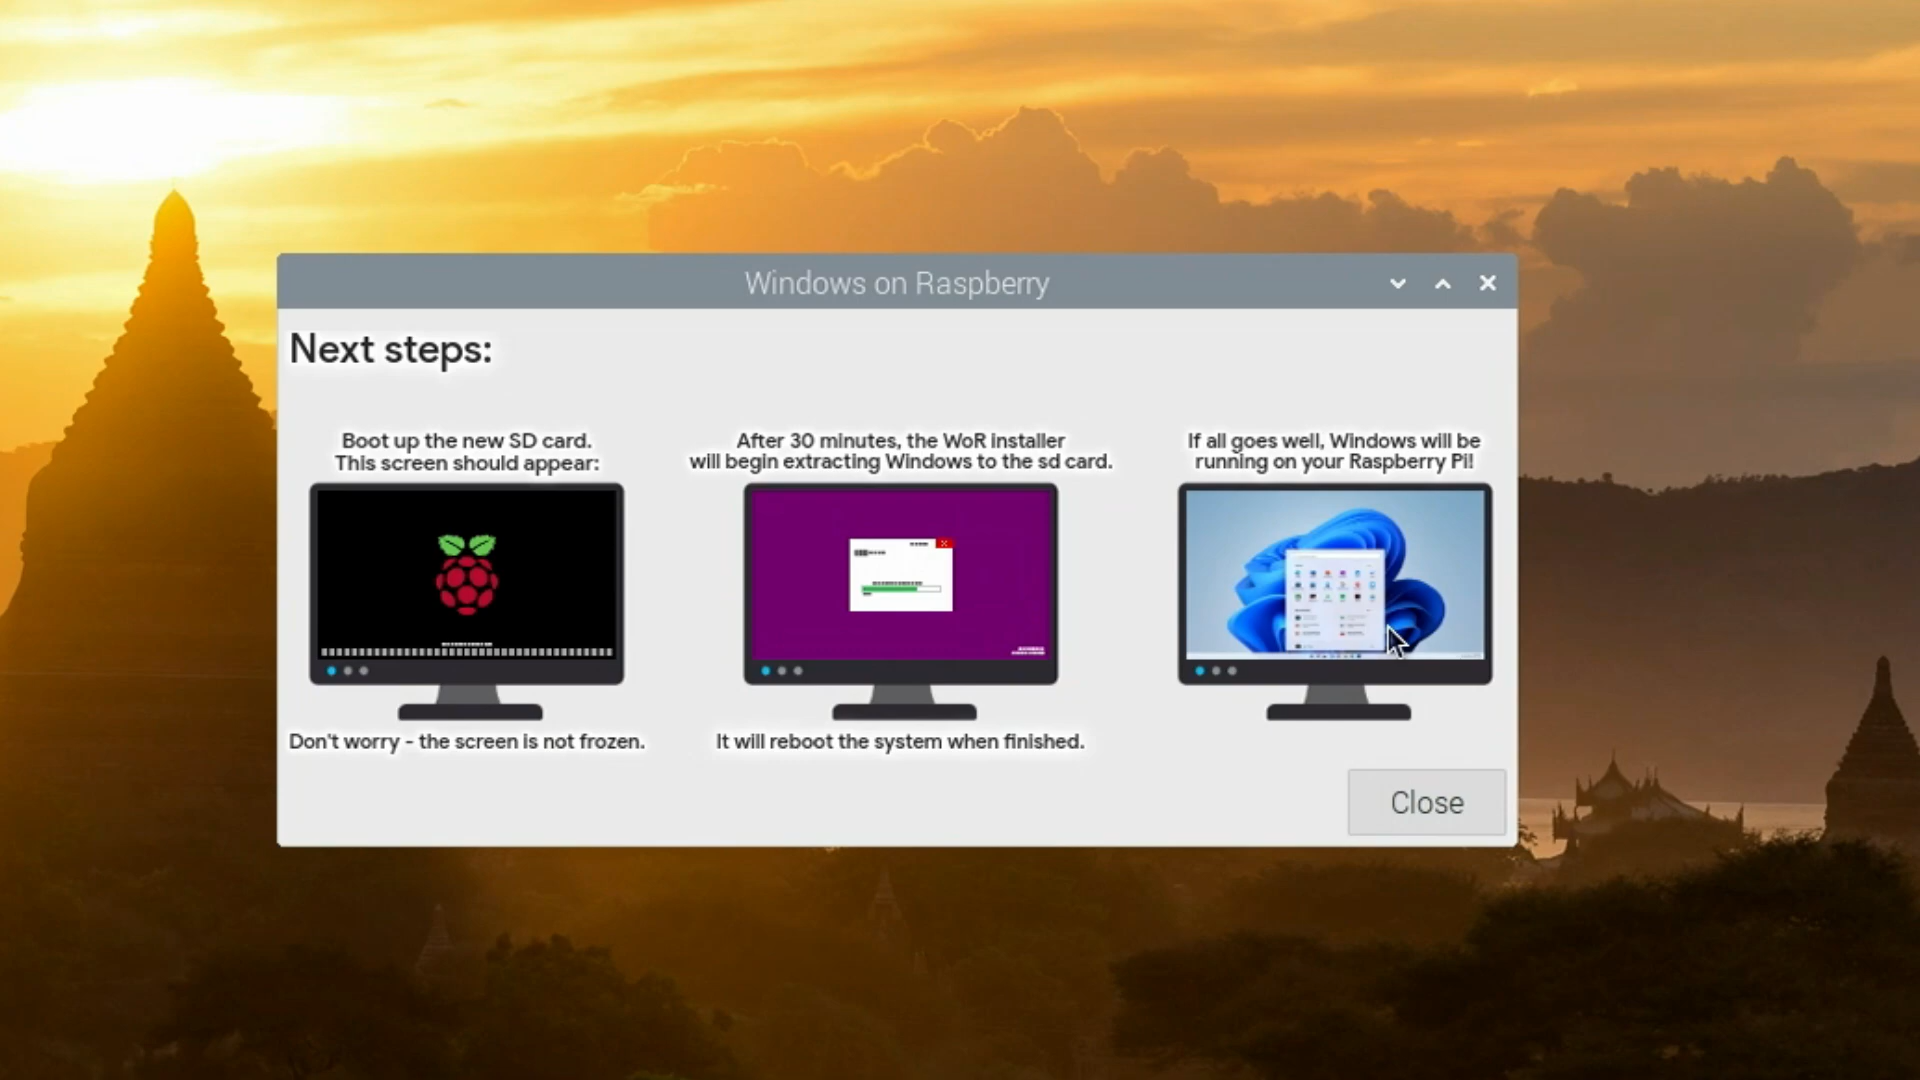 Windows on Raspberry
Next steps:
Boot up the new SD card.
This screen should appear:
After 30 minutes, the WoR installer
will begin extracting Windows to the sd card.
If all goes well, Windows will be
running on your Raspberry Pi!
Don't worry - the screen is not frozen.
It will reboot the system when finished.
Close